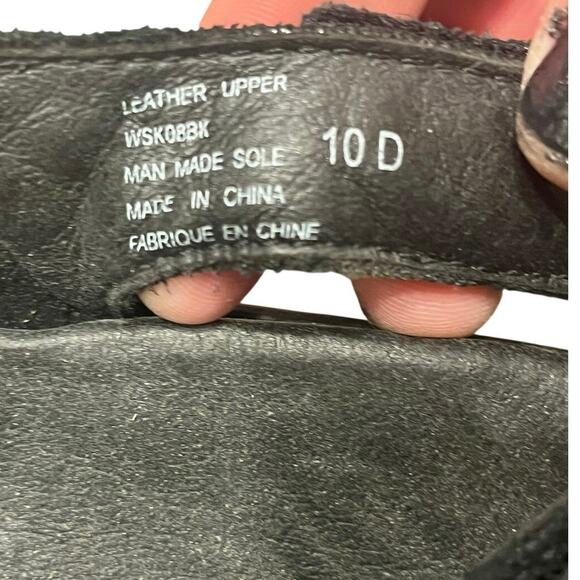 LEATHER UPPER
WSK08BK
MAN MADE SOLE
MADE IN CHINA
FABRIQUE EN CHINE
10 D